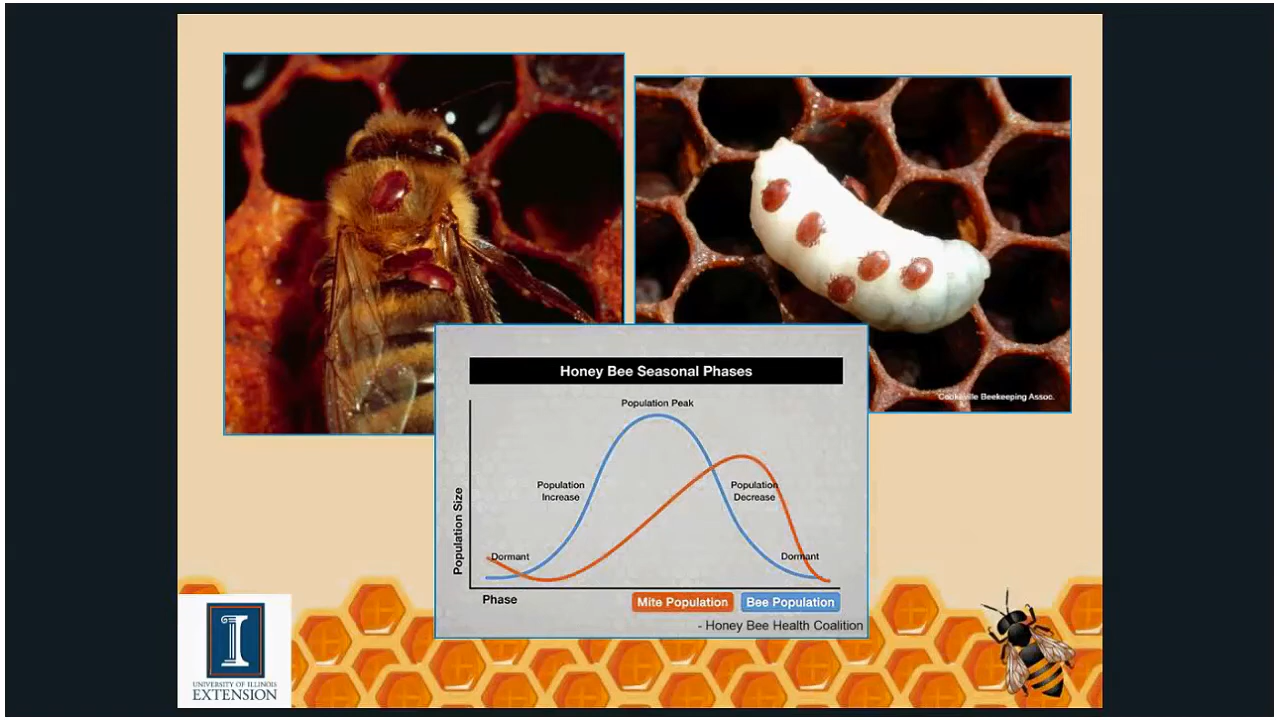 Cookeville Beekeeping Assoc.
Honey Bee Seasonal Phases
Population Peak
Population
Increase
Population
Decrease
Dormant
Dormant
Population Size
Phase
Mite Population
Bee Population
- Honey Bee Health Coalition
I
UNIVERSITY OF ILLINOIS
EXTENSION